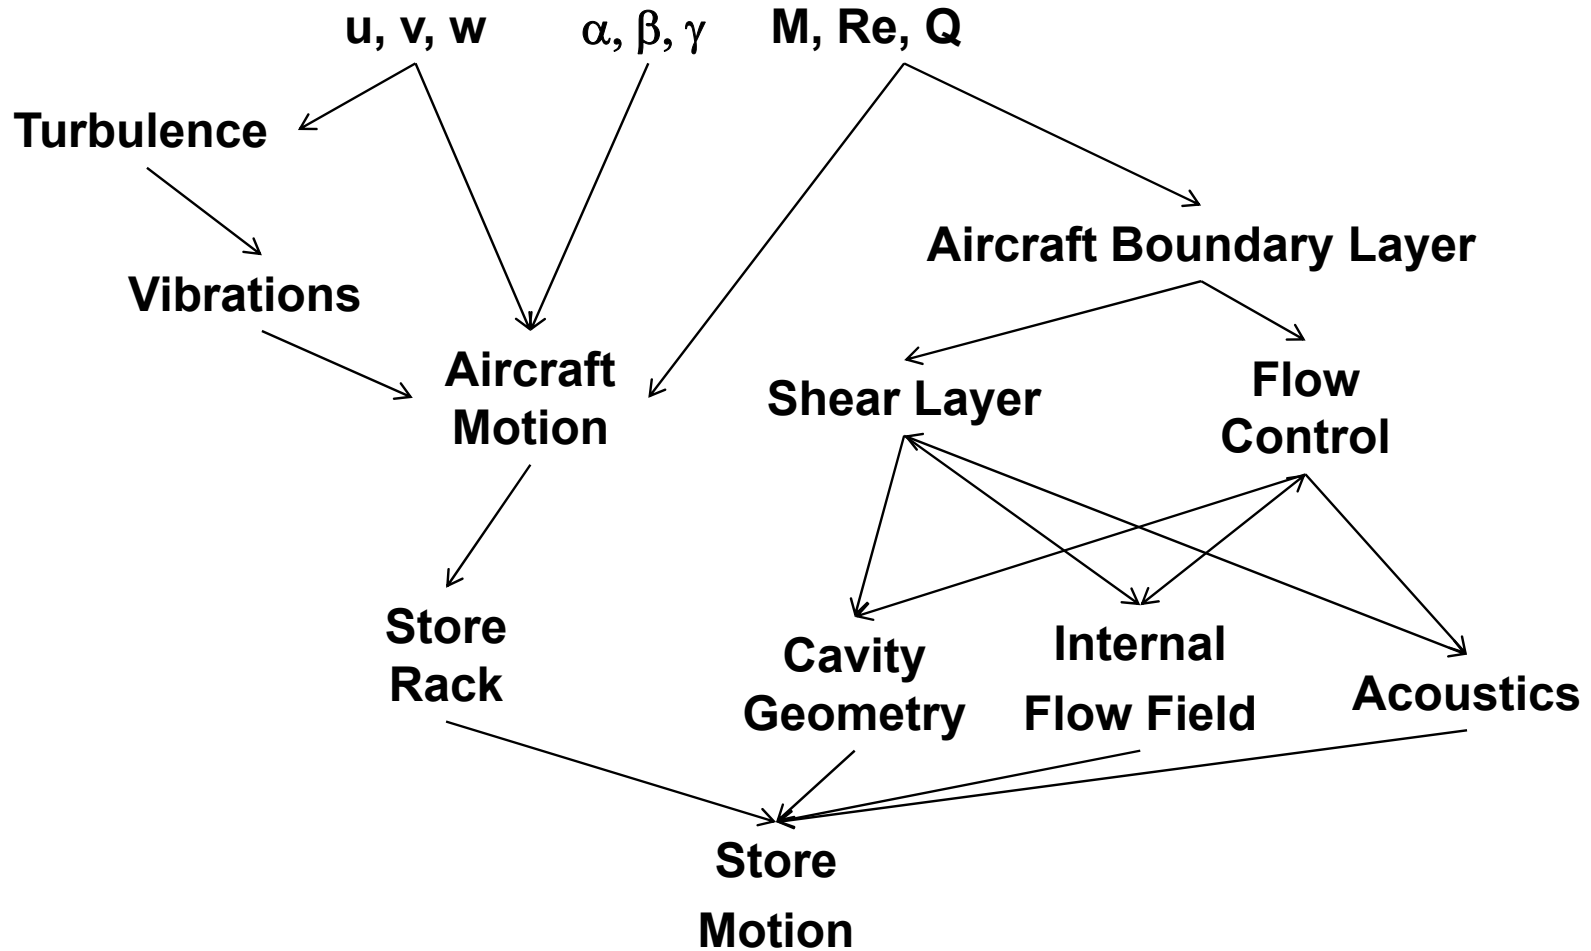 u, v, w
α, β, γ
M, Re, Q
Turbulence
Aircraft Boundary Layer
Vibrations
Aircraft
Motion
Shear Layer
Flow
Control
Store
Rack
Cavity
Geometry
Internal
Flow Field
Acoustics
Store
Motion